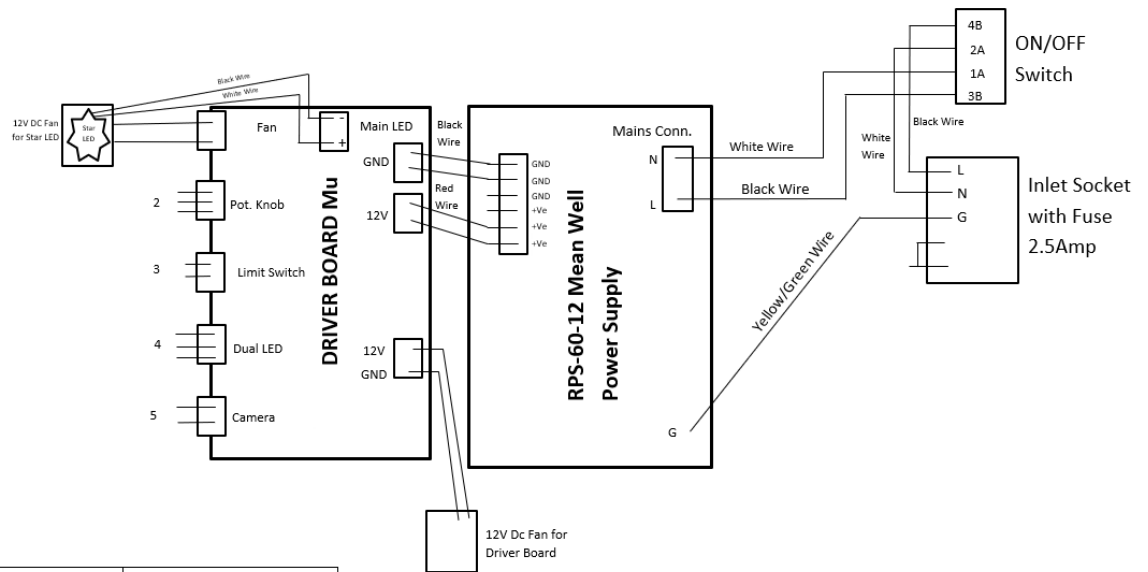 4B
2A
1A
3B
ON/OFF
Switch
Black Wire
White Wire
12V DC Fan
for Star LED
Star
LED
Fan
-
+
Main LED
GND
12V
Black
Wire
Red
Wire
GND
GND
GND
+Ve
+Ve
+Ve
Mains Conn.
N
L
White Wire
Black Wire
White
Wire
Black Wire
L
N
G
Inlet Socket
with Fuse
2.5Amp
2
Pot. Knob
3
Limit Switch
4
Dual LED
5
Camera
DRIVER BOARD Mu
12V
GND
RPS-60-12 Mean Well
Power Supply
Yellow/Green Wire
G
12V Dc Fan for
Driver Board